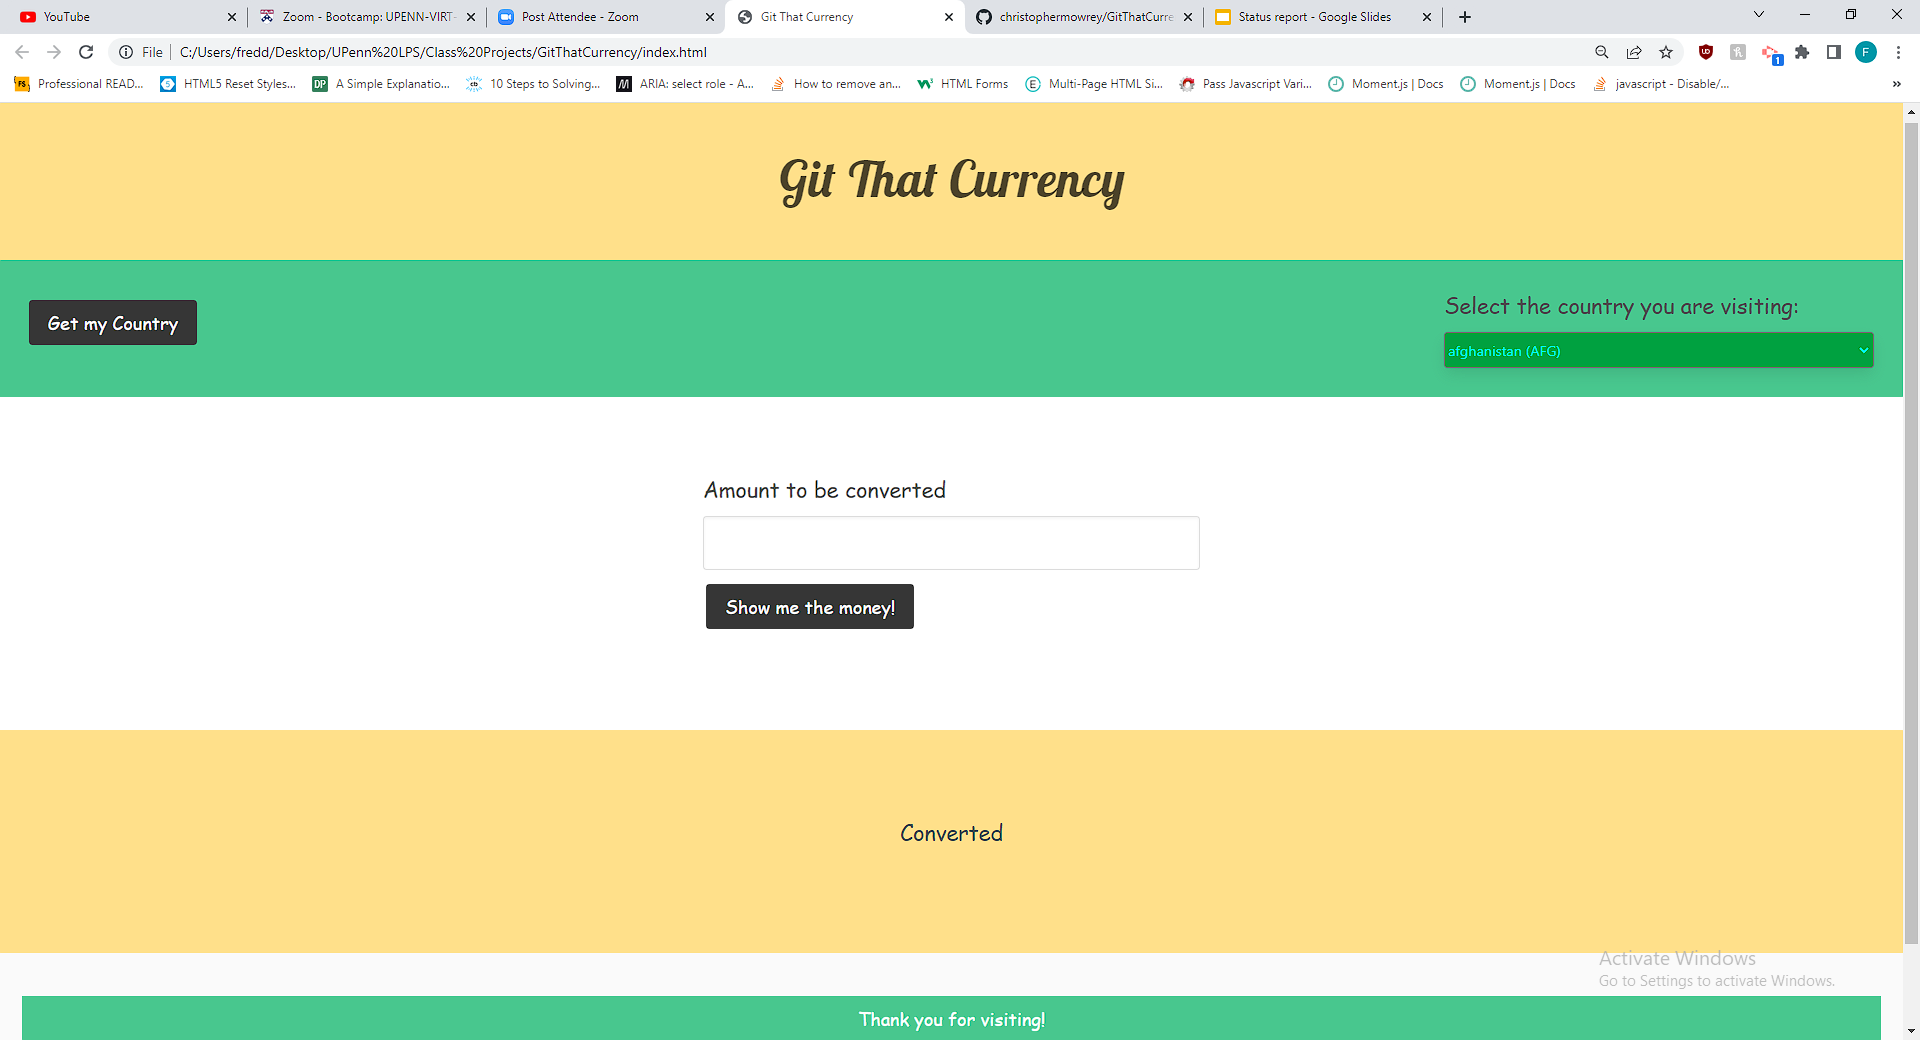 YouTube
Zoom - Bootcamp: UPENN-VIRT-
Post Attendee - Zoom
Git That Currency
christophermowrey/GitThatCurre
Status report - Google Slides
File
C:/Users/fredd/Desktop/UPenn%20LPS/Class%20Projects/GitThatCurrency/index.html
1
F
Professional READ...
HTML5 Reset Styles...
A Simple Explanatio...
10 Steps to Solving...
ARIA: select role - A...
How to remove an...
HTML Forms
Multi-Page HTML Si...
Pass Javascript Vari...
Moment.js | Docs
Moment.js | Docs
javascript - Disable/...
»
Git That Currency
Get my Country
Select the country you are visiting:
afghanistan (AFG)
Amount to be converted
Show me the money!
Converted
Activate Windows
Go to Settings to activate Windows.
Thank you for visiting!